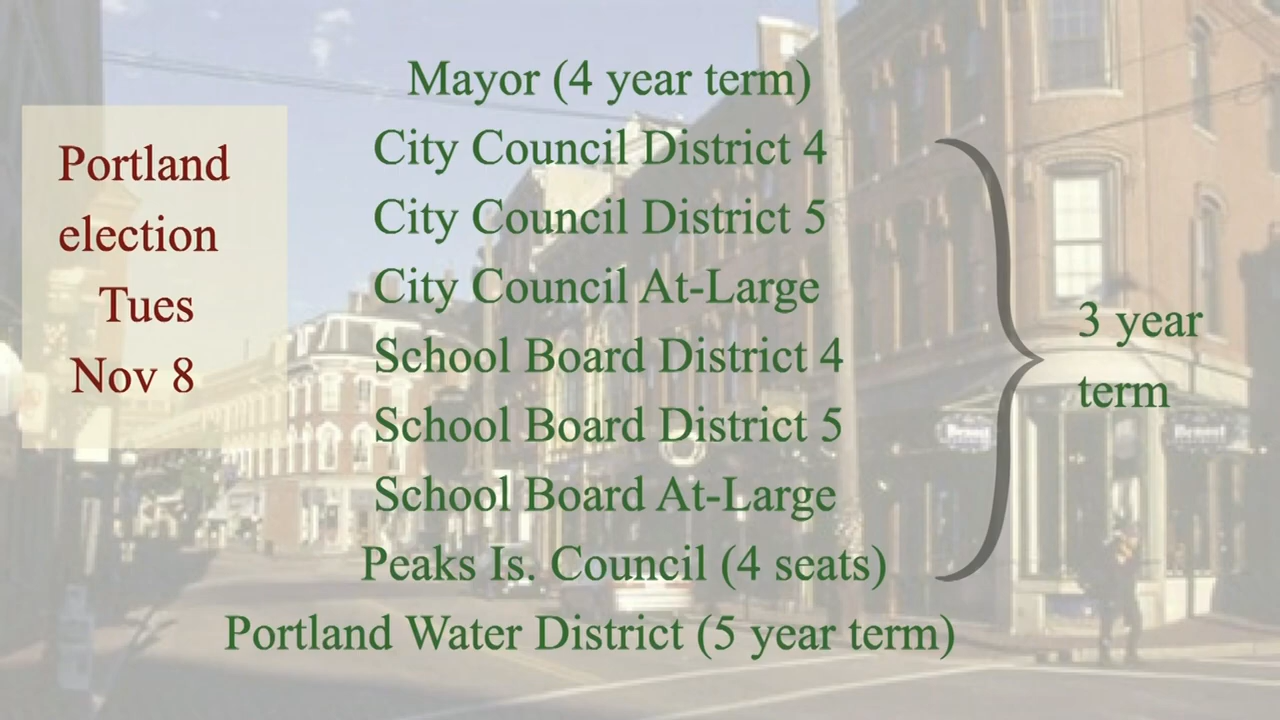 Portland
election
Tues
Nov 8
Mayor (4 year term)
City Council District 4
City Council District 5
City Council At-Large
School Board District 4
School Board District 5
School Board At-Large
Peaks Is. Council (4 seats)
Portland Water District (5 year term)
3 year
term